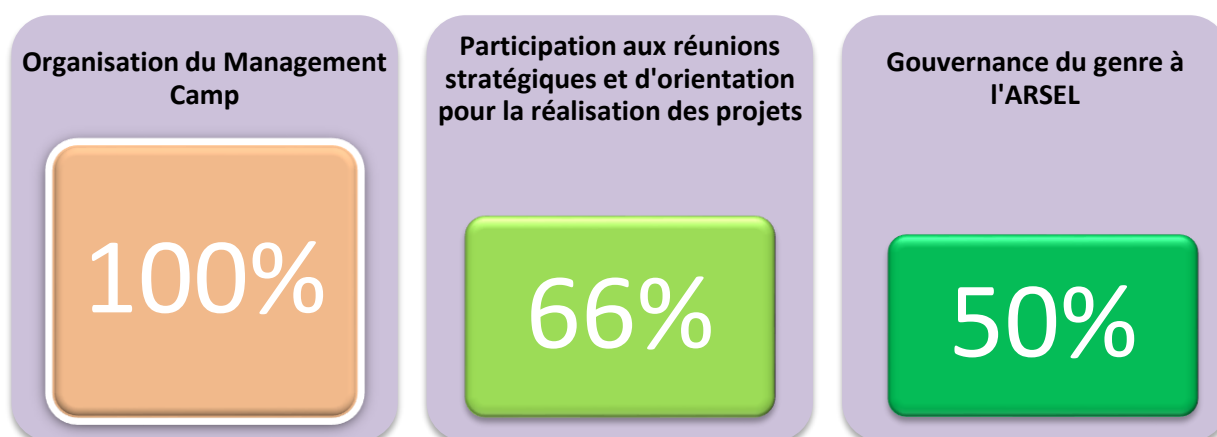 Organisation du Management
Camp
100%
Participation aux réunions
stratégiques et d'orientation
pour la réalisation des projets
66%
Gouvernance du genre à
l'ARSEL
50%